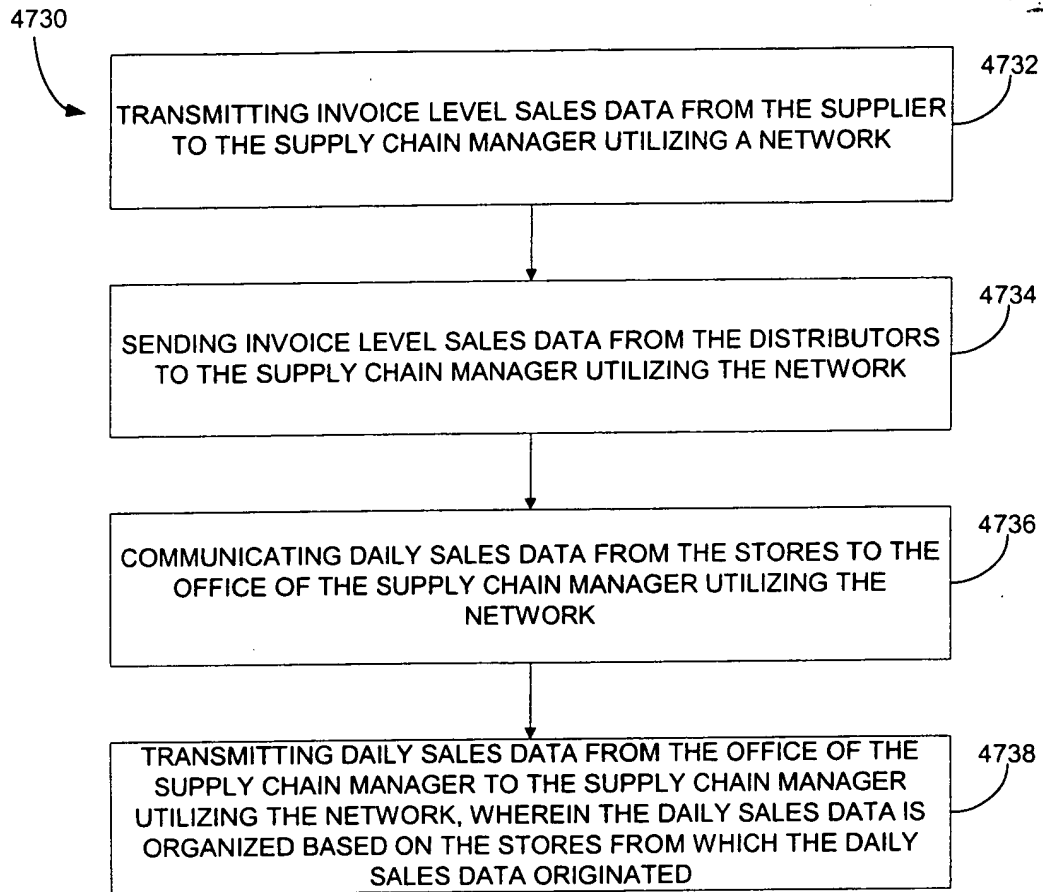 4730
4732
TRANSMITTING INVOICE LEVEL SALES DATA FROM THE SUPPLIER
TO THE SUPPLY CHAIN MANAGER UTILIZING A NETWORK
4734
SENDING INVOICE LEVEL SALES DATA FROM THE DISTRIBUTORS
TO THE SUPPLY CHAIN MANAGER UTILIZING THE NETWORK
4736
COMMUNICATING DAILY SALES DATA FROM THE STORES TO THE
OFFICE OF THE SUPPLY CHAIN MANAGER UTILIZING THE
NETWORK
4738
TRANSMITTING DAILY SALES DATA FROM THE OFFICE OF THE
SUPPLY CHAIN MANAGER TO THE SUPPLY CHAIN MANAGER
UTILIZING THE NETWORK, WHEREIN THE DAILY SALES DATA IS
ORGANIZED BASED ON THE STORES FROM WHICH THE DAILY
SALES DATA ORIGINATED